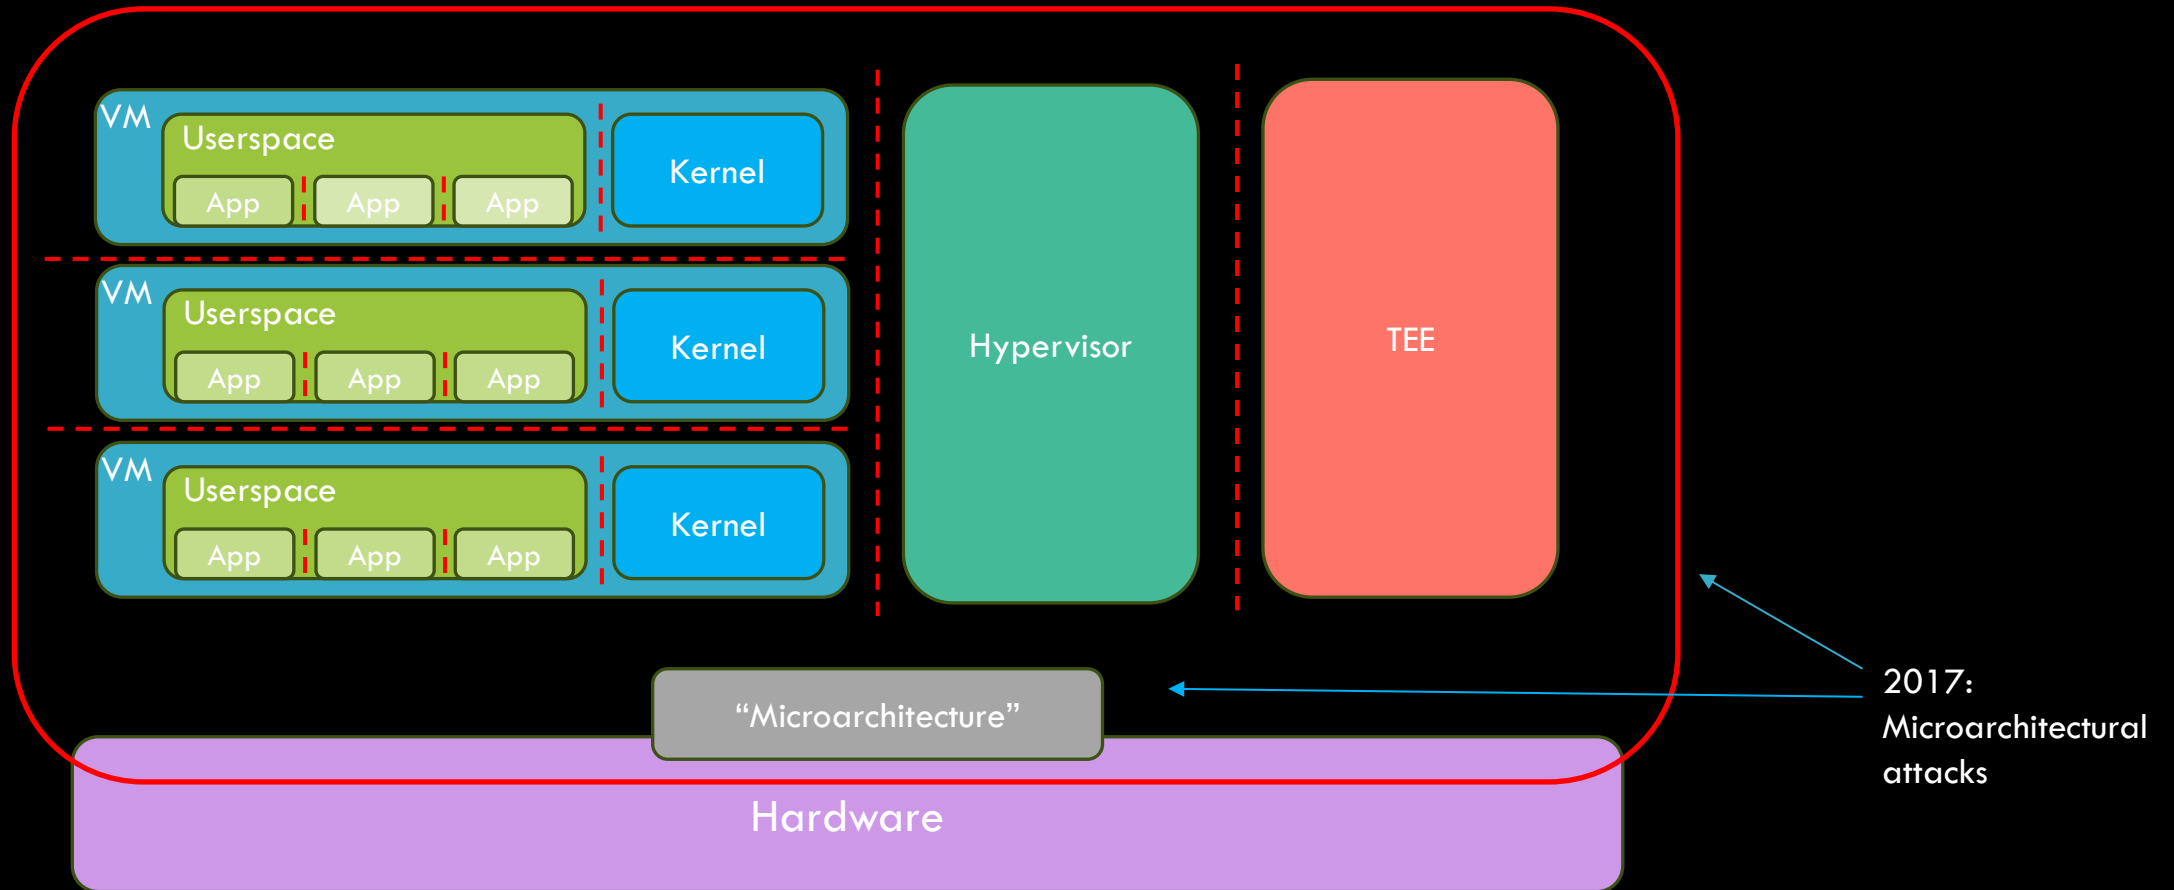 VM
Userspace
App
App
App
Kernel
VM
Userspace
App
App
App
Kernel
VM
Userspace
App
App
App
Kernel
Hypervisor
TEE
“Microarchitecture”
Hardware
2017:
Microarchitectural
attacks